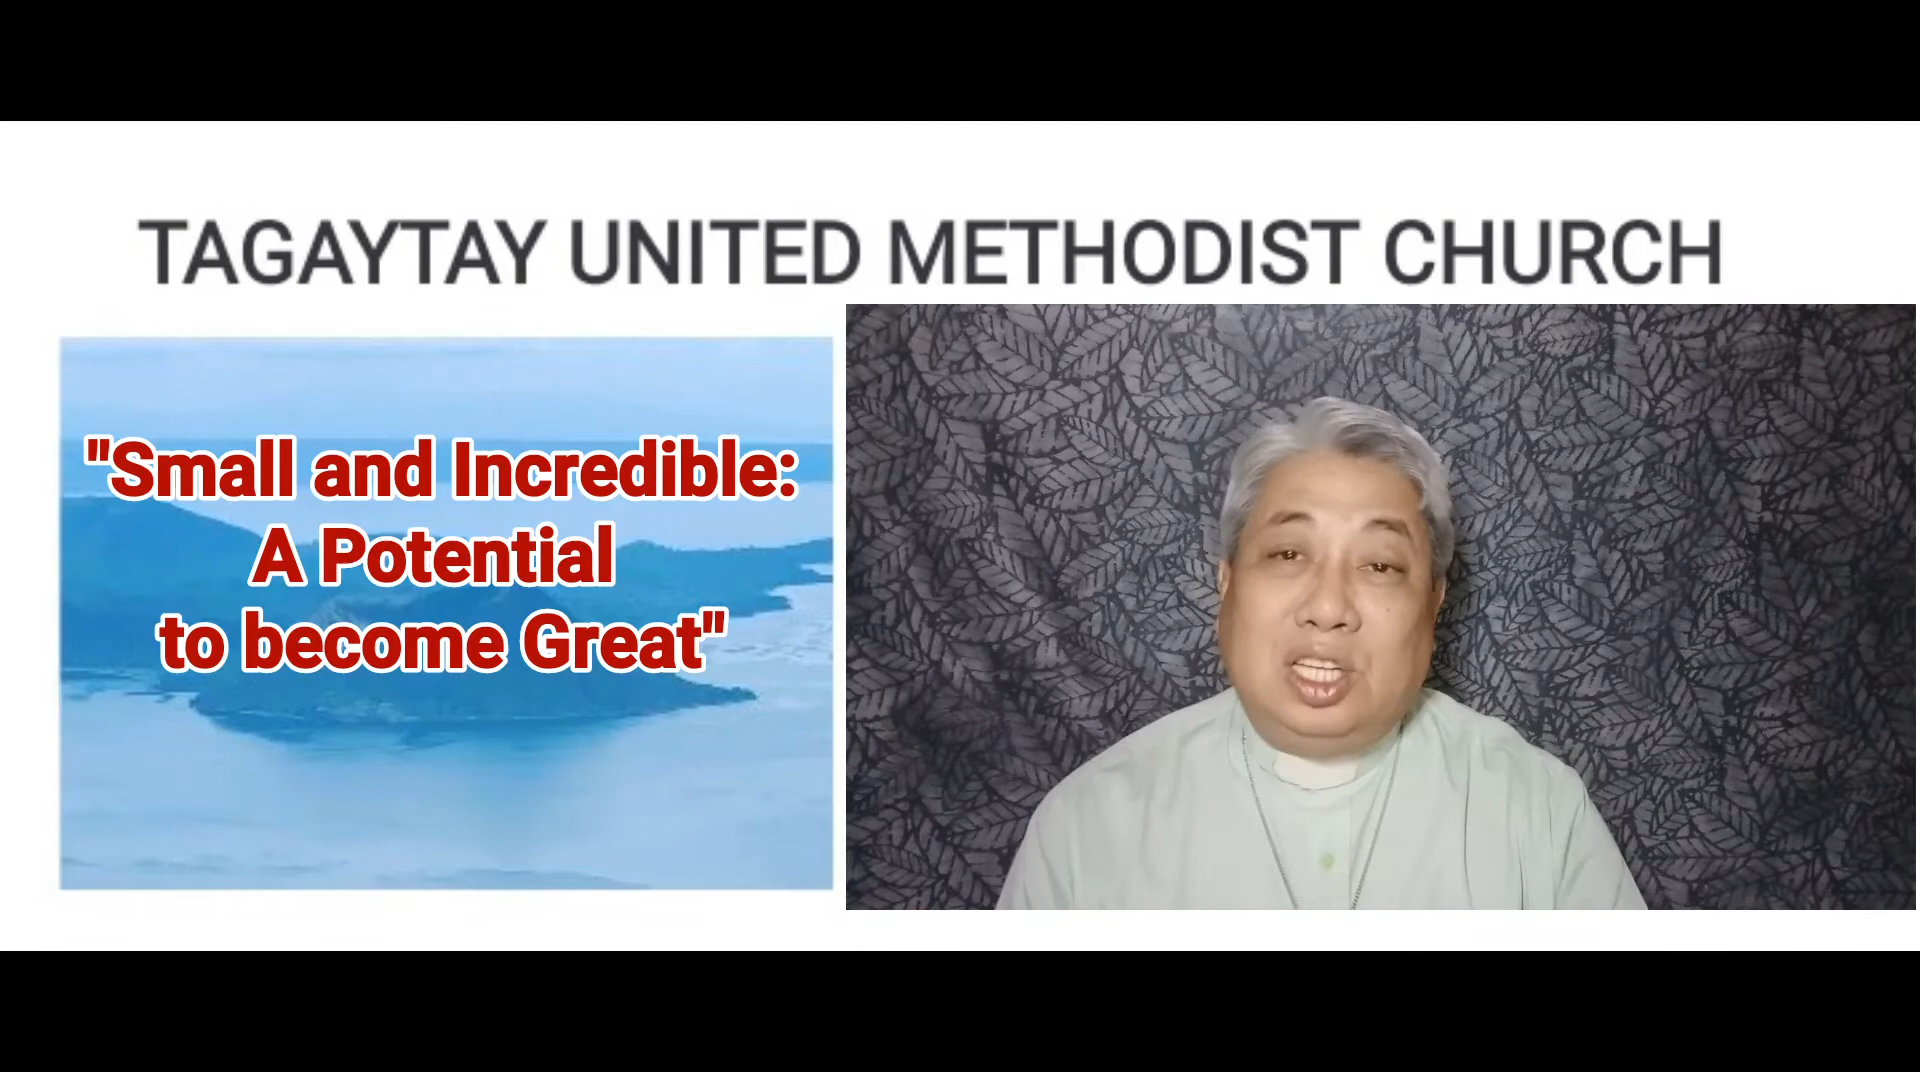 TAGAYTAY UNITED METHODIST CHURCH
"Small and Incredible:
A Potential
to become Great"